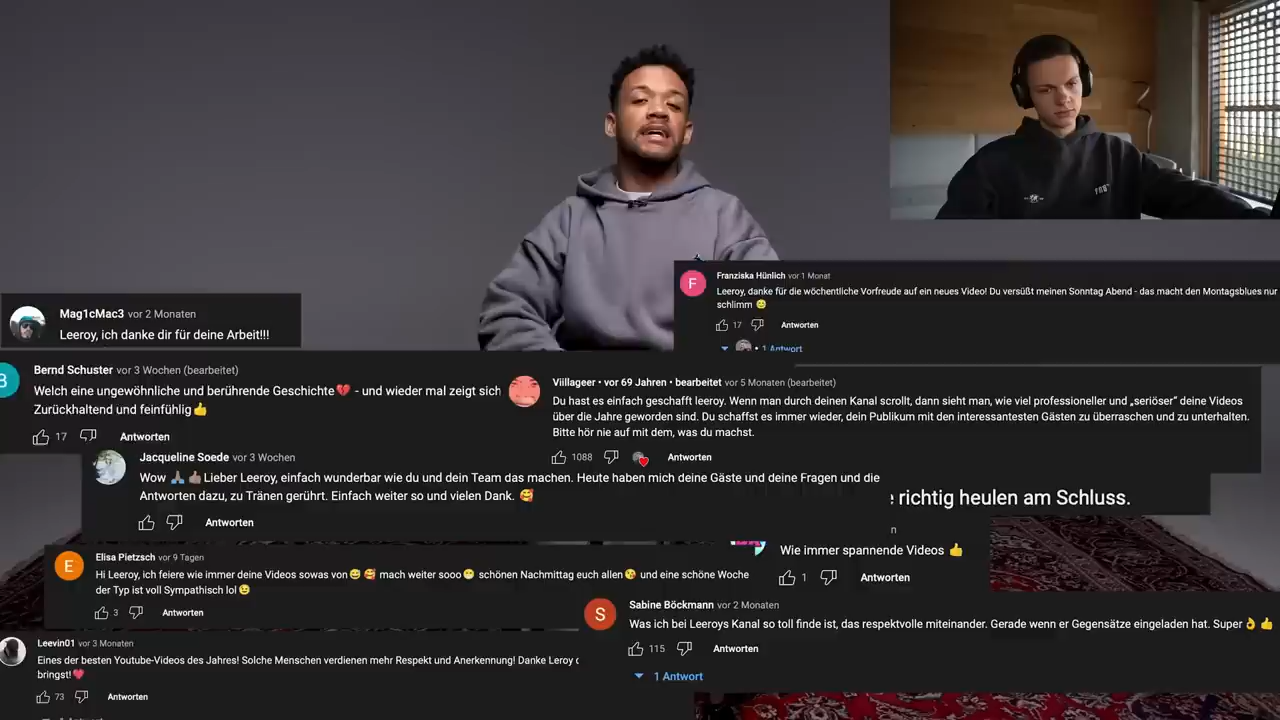 Franziska Hünlich vor 1 Monat
Leeroy, danke für die wöchentliche Vorfreude auf ein neues Video! Du versüßt meinen Sonntag Abend - das macht den Montagsblues nur
schlimm 😔
17 Antworten
1 Antwort
Mag1cMac3 vor 2 Monaten
Leeroy, ich danke dir für deine Arbeit!!!
B
Bernd Schuster vor 3 Wochen (bearbeitet)
Welch eine ungewöhnliche und berührende Geschichte💔 - und wieder mal zeigt sich
Zurückhaltend und feinfühlig👍
17 Antworten
Viillageer • vor 69 Jahren • bearbeitet vor 5 Monaten (bearbeitet)
Du hast es einfach geschafft leeroy. Wenn man durch deinen Kanal scrollt, dann sieht man, wie viel professioneller und „seriöser" deine Videos
über die Jahre geworden sind. Du schaffst es immer wieder, dein Publikum mit den interessantesten Gästen zu überraschen und zu unterhalten.
Bitte hör nie auf mit dem, was du machst.
1088 Antworten
Jacqueline Soede vor 3 Wochen
Wow 🙏👍🏽Lieber Leeroy, einfach wunderbar wie du und dein Team das machen. Heute haben mich deine Gäste und deine Fragen und die
Antworten dazu, zu Tränen gerührt. Einfach weiter so und vielen Dank. 🥰
Antworten
richtig heulen am Schluss.
Wie immer spannende Videos 👍
1 Antworten
E
Elisa Pietzsch vor 9 Tagen
Hi Leeroy, ich feiere wie immer deine Videos sowas von😅🥰 mach weiter sooo😁 schönen Nachmittag euch allen😘 und eine schöne Woche
der Typ ist voll Sympathisch lol😉
3 Antworten
S
Sabine Böckmann vor 2 Monaten
Was ich bei Leeroys Kanal so toll finde ist, das respektvolle miteinander. Gerade wenn er Gegensätze eingeladen hat. Super👌👍
115 Antworten
1 Antwort
Leevin01 vor 3 Monaten
Eines der besten Youtube-Videos des Jahres! Solche Menschen verdienen mehr Respekt und Anerkennung! Danke Leroy
bringst!❤️
73 Antworten
F